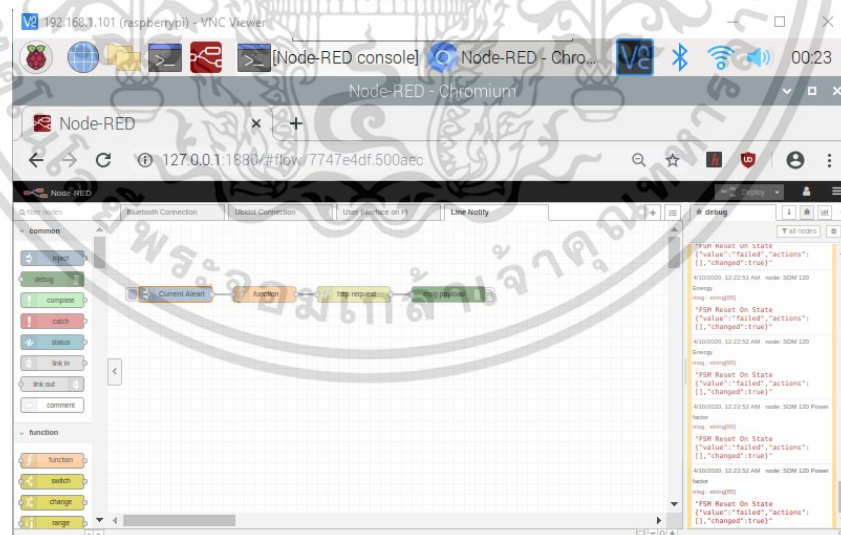 192.168.1.101 (raspberrypi) - VNC Viewer
[Node-RED console]
Node-RED - Chro...
00:23
Node-RED - Chromium
Node-RED
127.0.0.1:1880/#flow/7747e4df.500aec
Node-RED
Deploy
filter nodes
Bluetooth Connection
Ubidot Connection
User Interface on Pi
Line Notify
debug
all nodes
common
inject
debug
complete
catch
status
link in
link out
comment
function
function
switch
change
range
Current Aleart
function
http request
msg.payload
"FSM Reset On State
{"value":"failed","actions":
[],"changed":true}"
4/10/2020, 12:22:51 AM node: SDM 120
Energy
msg : string[65]
"FSM Reset On State
{"value":"failed","actions":
[],"changed":true}"
4/10/2020, 12:22:52 AM node: SDM 120
Energy
msg : string[65]
"FSM Reset On State
{"value":"failed","actions":
[],"changed":true}"
4/10/2020, 12:22:52 AM node: SDM 120 Power
factor
msg : string[65]
"FSM Reset On State
{"value":"failed","actions":
[],"changed":true}"
4/10/2020, 12:22:52 AM node: SDM 120 Power
factor
msg : string[65]
"FSM Reset On State
{"value":"failed","actions":
[],"changed":true}"